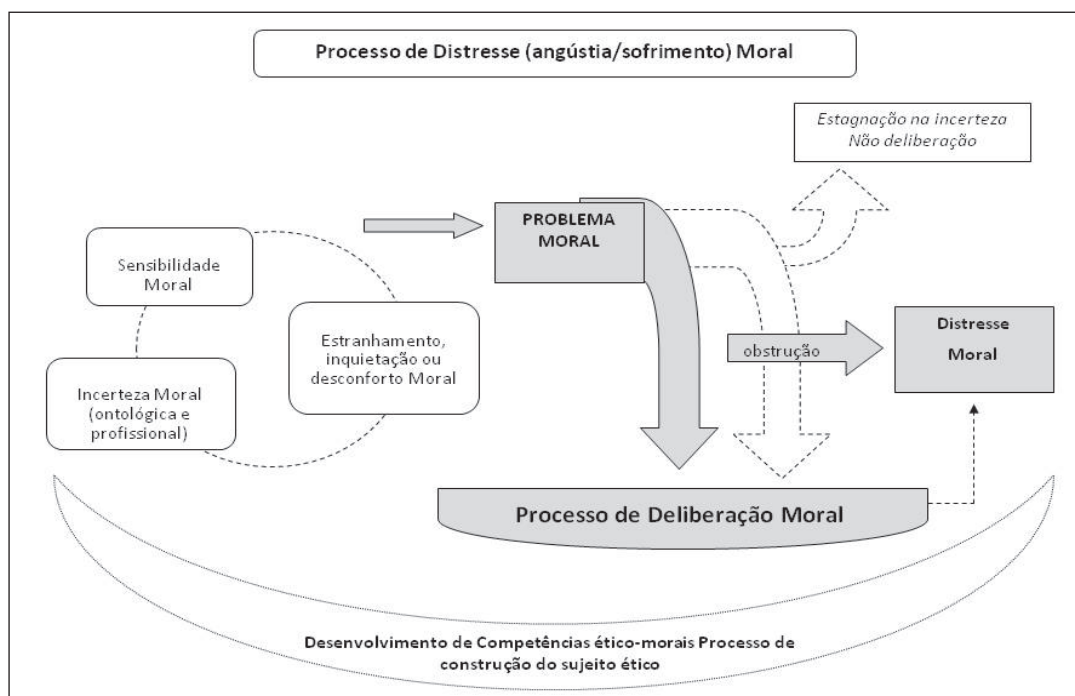 Processo de Distresse (angústia/sofrimento) Moral
Estagnação na incerteza
Não deliberação
PROBLEMA
MORAL
Sensibilidade
Moral
Estranhamento,
inquietação ou
desconforto Moral
Incerteza Moral
(ontológica e
profissional)
obstrução
Distresse
Moral
Processo de Deliberação Moral
Desenvolvimento de Competências ético-morais Processo de
construção do sujeito ético